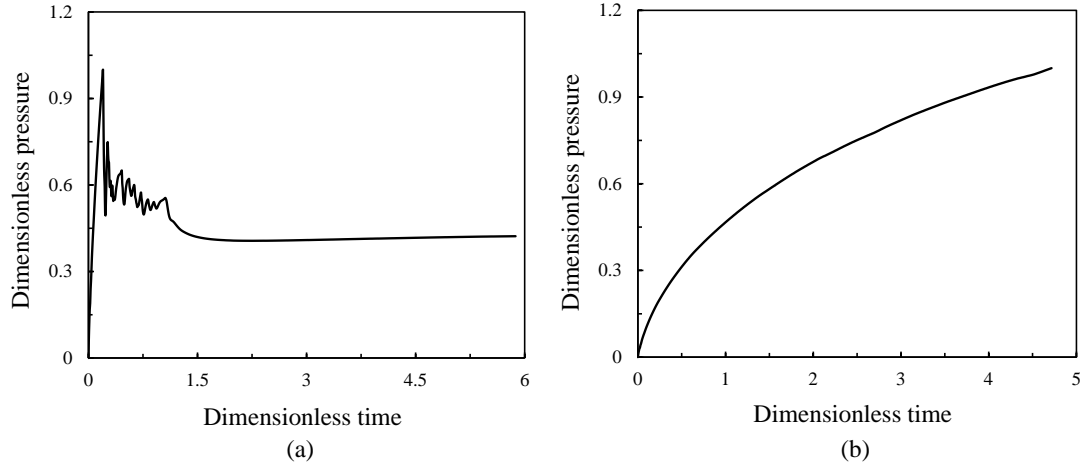 1.2
0.9
0.6
0.3
0
Dimensionless pressure
0 1.5 3 4.5 6
Dimensionless time
(a)
1.2
0.9
0.6
0.3
0
Dimensionless pressure
0 1 2 3 4 5
Dimensionless time
(b)